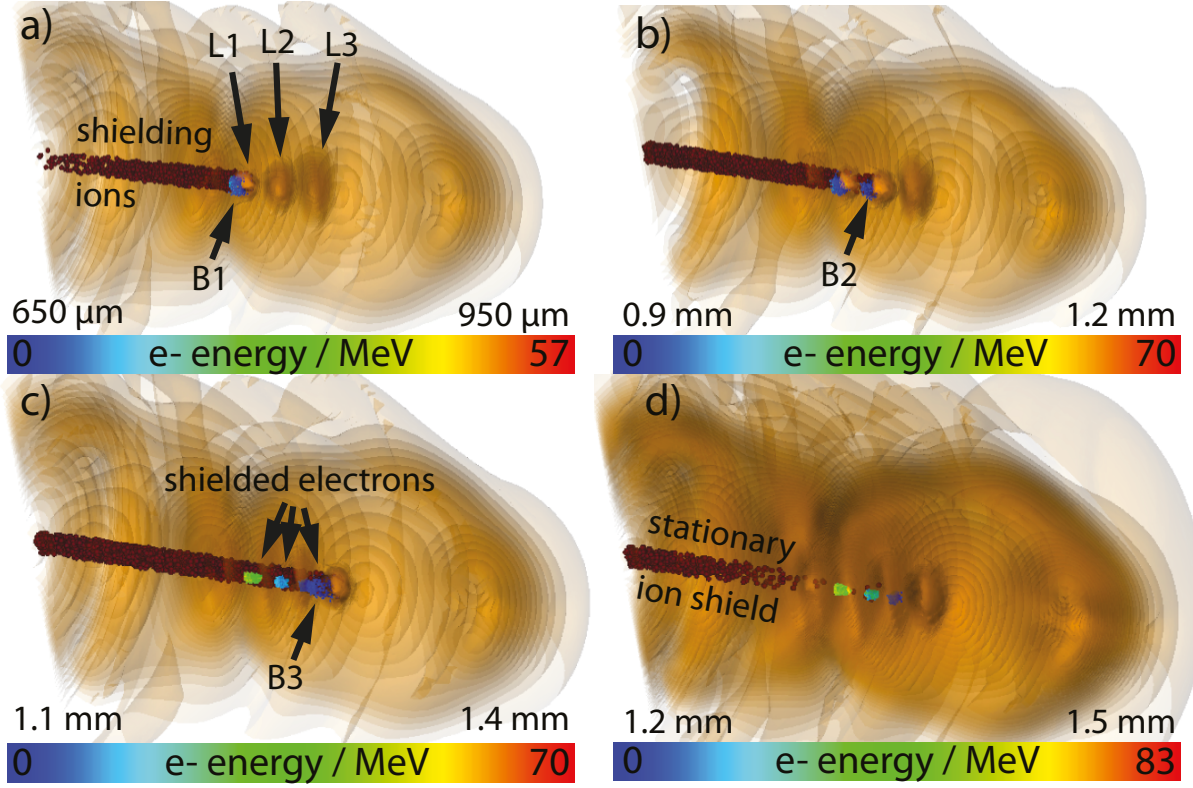 a)
L1 L2 L3
shielding
ions
B1
650 µm 950 µm
0 e- energy / MeV 57
b)
B2
0.9 mm 1.2 mm
0 e- energy / MeV 70
c)
shielded electrons
B3
1.1 mm 1.4 mm
0 e- energy / MeV 70
d)
stationary
ion shield
1.2 mm 1.5 mm
0 e- energy / MeV 83